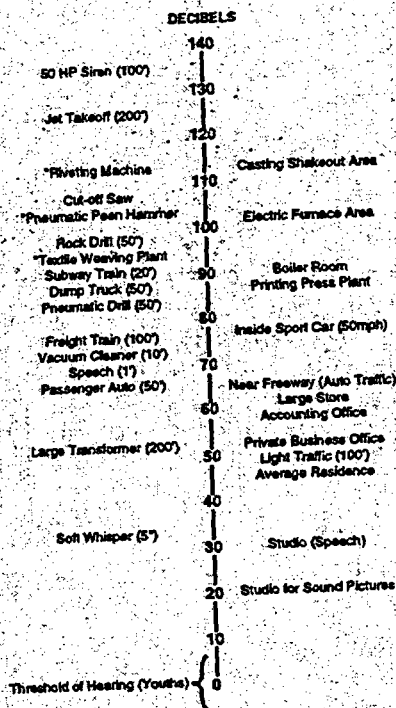 DECIBELS
140
50 HP Siren (100')
130
Jet Takeoff (200')
120
*Riveting Machine
Casting Shakeout Area
110
Cut-off Saw
*Pneumatic Peen Hammer
Electric Furnace Area
100
Rock Drill (50')
*Textile Weaving Plant
Subway Train (20')
Dump Truck (50')
Pneumatic Drill (50')
90
Boiler Room
Printing Press Plant
80
Inside Sport Car (50mph)
Freight Train (100')
Vacuum Cleaner (10')
Speech (1')
Passenger Auto (50')
70
Near Freeway (Auto Traffic)
Large Store
Accounting Office
60
Large Transformer (200')
Private Business Office
Light Traffic (100')
Average Residence
50
40
Soft Whisper (5')
Studio (Speech)
30
Studio for Sound Pictures
20
10
Threshold of Hearing (Youths)
0